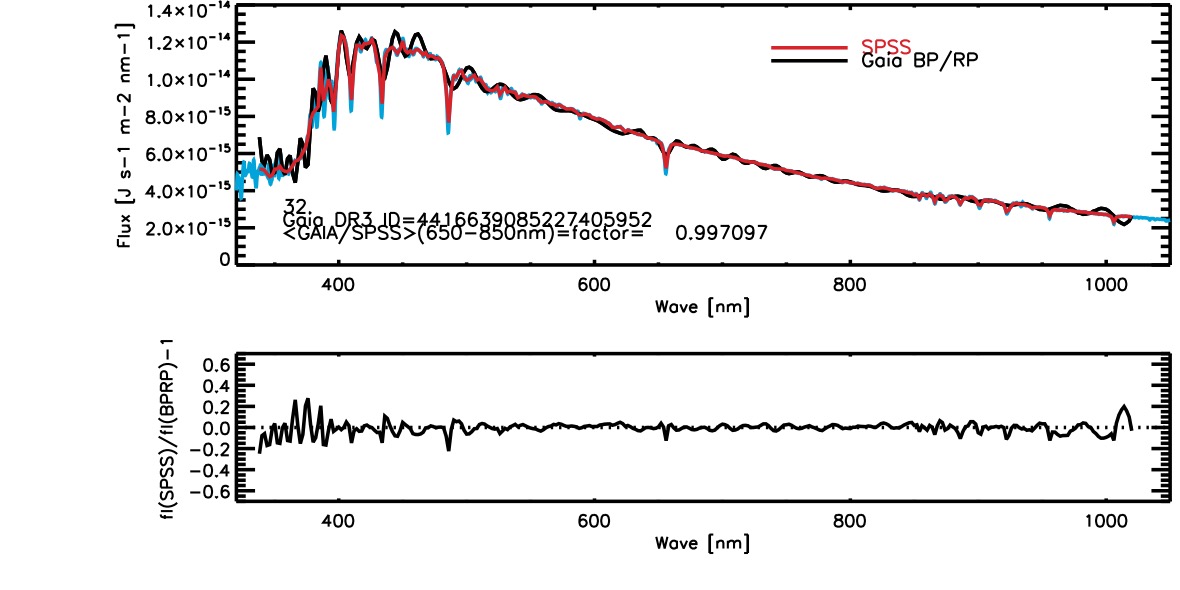 1.4×10⁻¹⁴
1.2×10⁻¹⁴
1.0×10⁻¹⁴
8.0×10⁻¹⁵
6.0×10⁻¹⁵
4.0×10⁻¹⁵
2.0×10⁻¹⁵
0
Flux [J s−1 m−2 nm−1]
SPSS
Gaia BP/RP
32
Gaia DR3 ID=4416639085227405952
<GAIA/SPSS>(650−850nm)=factor= 0.997097
400 600 800 1000
Wave [nm]
fl(SPSS)/fl(BPRP)−1
0.6
0.4
0.2
0.0
−0.2
−0.4
−0.6
400 600 800 1000
Wave [nm]